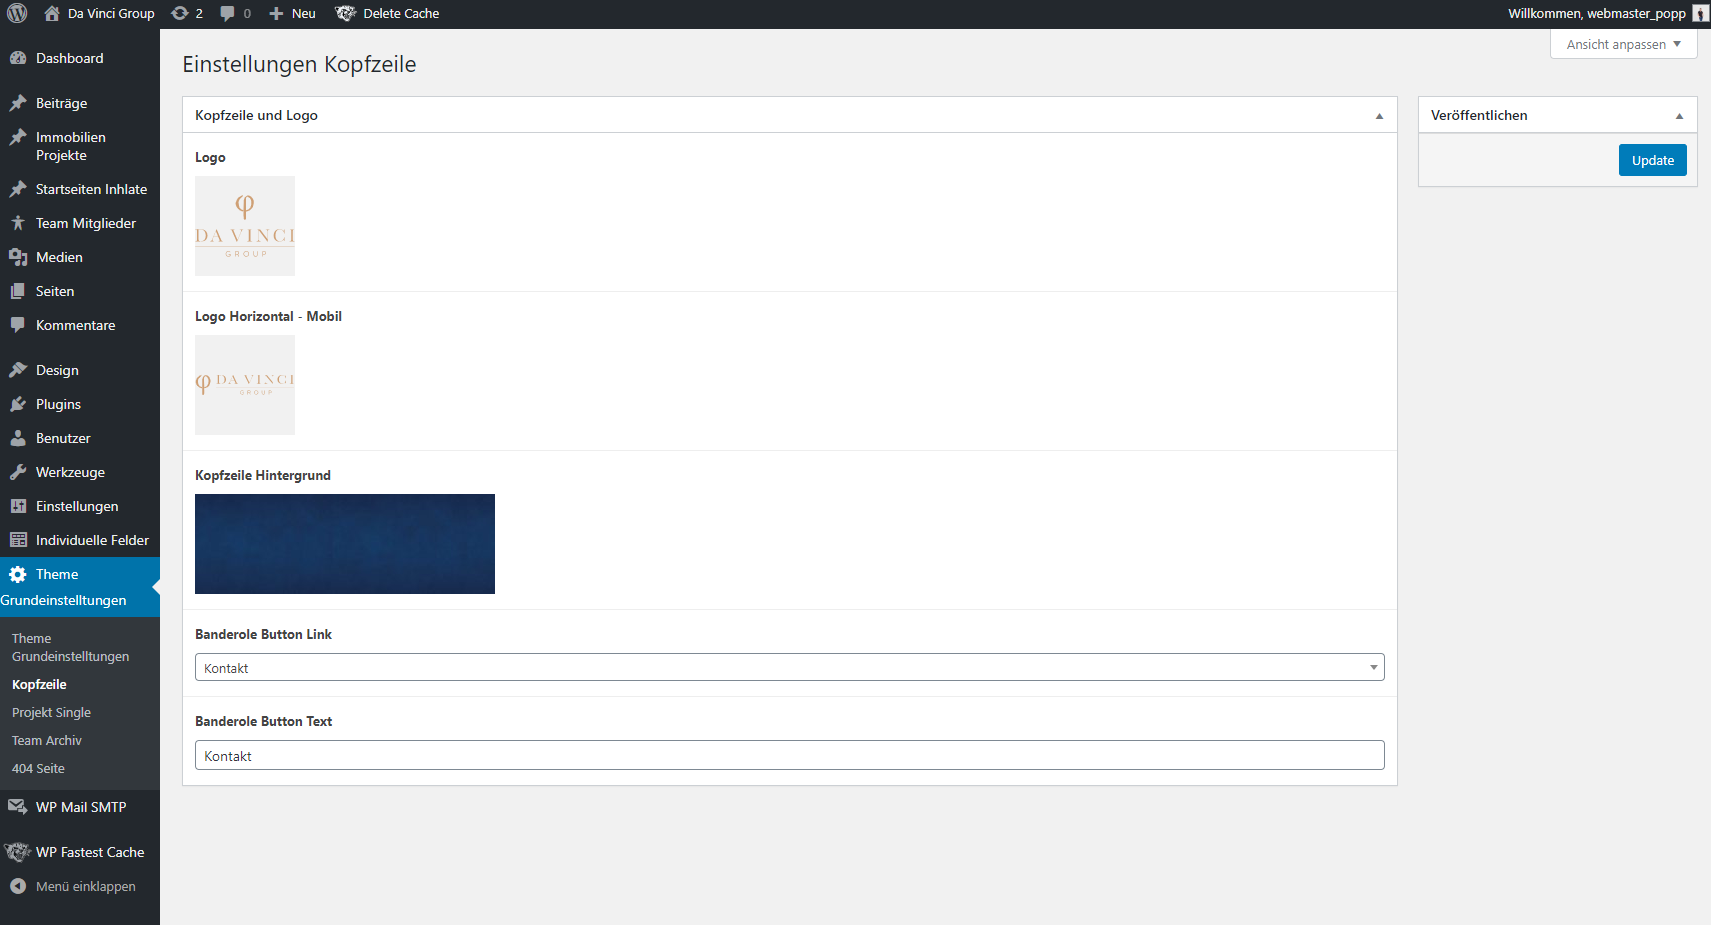 Da Vinci Group
2
0
Neu
Delete Cache
Willkommen, webmaster_popp
Ansicht anpassen
Dashboard
Beiträge
Immobilien
Projekte
Startseiten Inhlate
Team Mitglieder
Medien
Seiten
Kommentare
Design
Plugins
Benutzer
Werkzeuge
Einstellungen
Individuelle Felder
Theme
Grundeinstelltungen
Theme
Grundeinstelltungen
Kopfzeile
Projekt Single
Team Archiv
404 Seite
WP Mail SMTP
WP Fastest Cache
Menü einklappen
Einstellungen Kopfzeile
Kopfzeile und Logo
Logo
φ
DA VINCI
GROUP
Logo Horizontal - Mobil
φ DA VINCI
GROUP
Kopfzeile Hintergrund
Banderole Button Link
Kontakt
Banderole Button Text
Kontakt
Veröffentlichen
Update